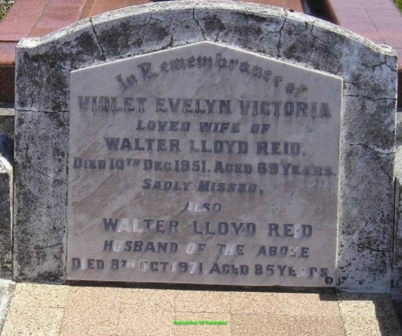 In Remembrance of
VIOLET EVELYN VICTORIA
LOVED WIFE OF
WALTER LLOYD REID.
DIED 10TH DEC 1951. AGED 69 YEARS.
SADLY MISSED.
ALSO
WALTER LLOYD REID
HUSBAND OF THE ABOVE
DIED 8TH OCT 1971 AGED 85 YEARS